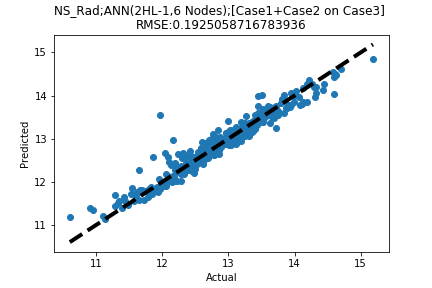 NS_Rad;ANN(2HL-1,6 Nodes);[Case1+Case2 on Case3]
RMSE:0.1925058716783936
15
14
13
12
11
Predicted
11
12
13
14
15
Actual